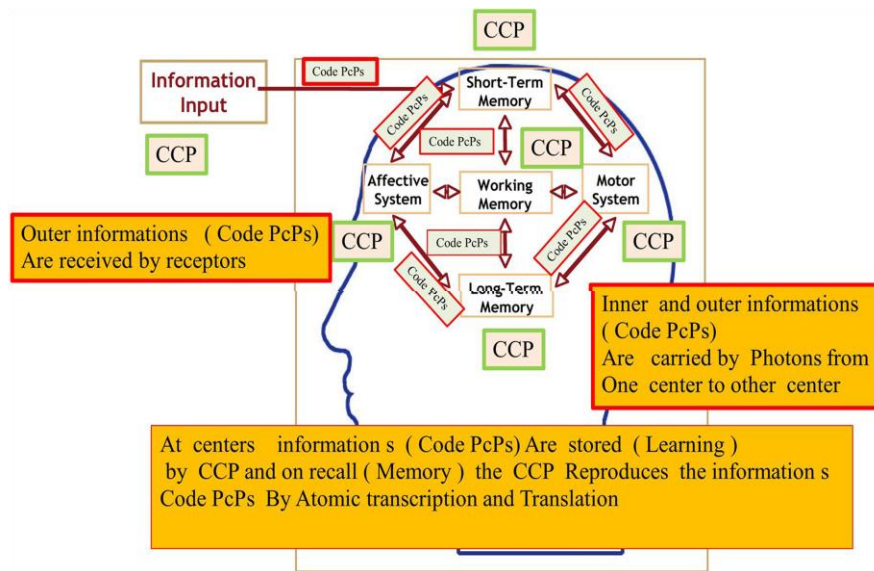 CCP
Code PcPs
Information
Input
Short-Term
Memory
Code PcPs
Code PcPs
Code PcPs
CCP
CCP
Affective
System
Working
Memory
Motor
System
Outer informations ( Code PcPs)
Are received by receptors
CCP
Code PcPs
Code PcPs
CCP
Code PcPs
Long-Term
Memory
Inner and outer informations
( Code PcPs)
Are carried by Photons from
One center to other center
CCP
At centers information s ( Code PcPs) Are stored ( Learning )
by CCP and on recall ( Memory ) the CCP Reproduces the information s
Code PcPs By Atomic transcription and Translation